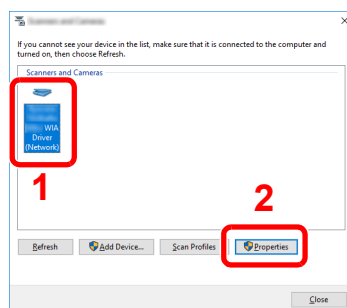 If you cannot see your device in the list, make sure that it is connected to the computer and
turned on, then choose Refresh.
Scanners and Cameras
WIA
Driver
(Network)
1
2
Refresh
Add Device...
Scan Profiles
Properties
Close